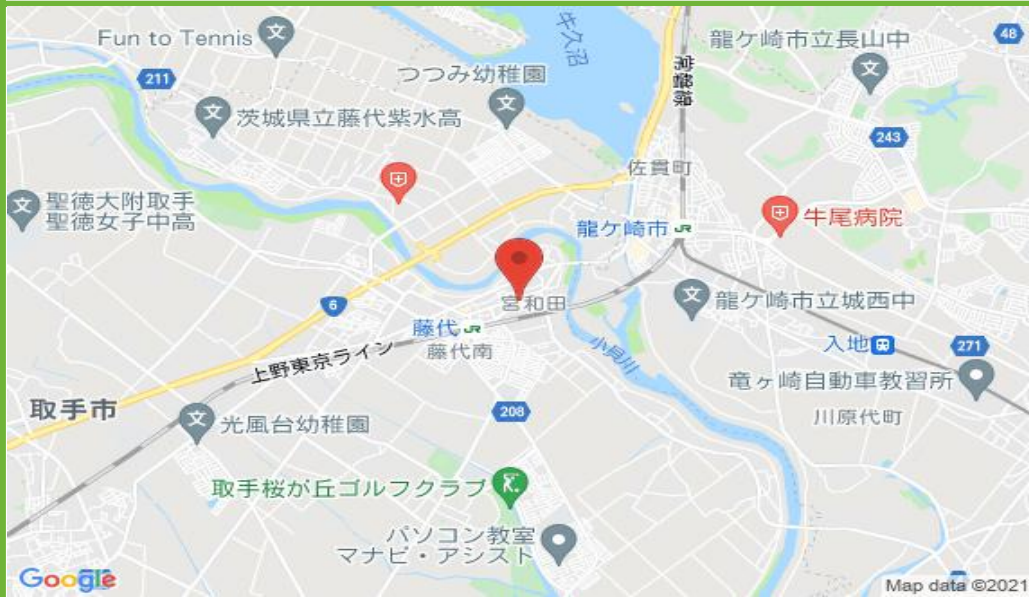 Fun to Tennis
牛久沼
龍ケ崎市立長山中
48
211
つつみ幼稚園
常磐線
茨城県立藤代紫水高
243
佐貫町
聖徳大附取手
聖徳女子中高
龍ケ崎市 JR
牛尾病院
6
宮和田
龍ケ崎市立城西中
藤代 JR
藤代南
小貝川
入地
271
上野東京ライン
竜ヶ崎自動車教習所
取手市
208
川原代町
光風台幼稚園
取手桜が丘ゴルフクラブ
パソコン教室
マナビ・アシスト
Google
Map data ©2021